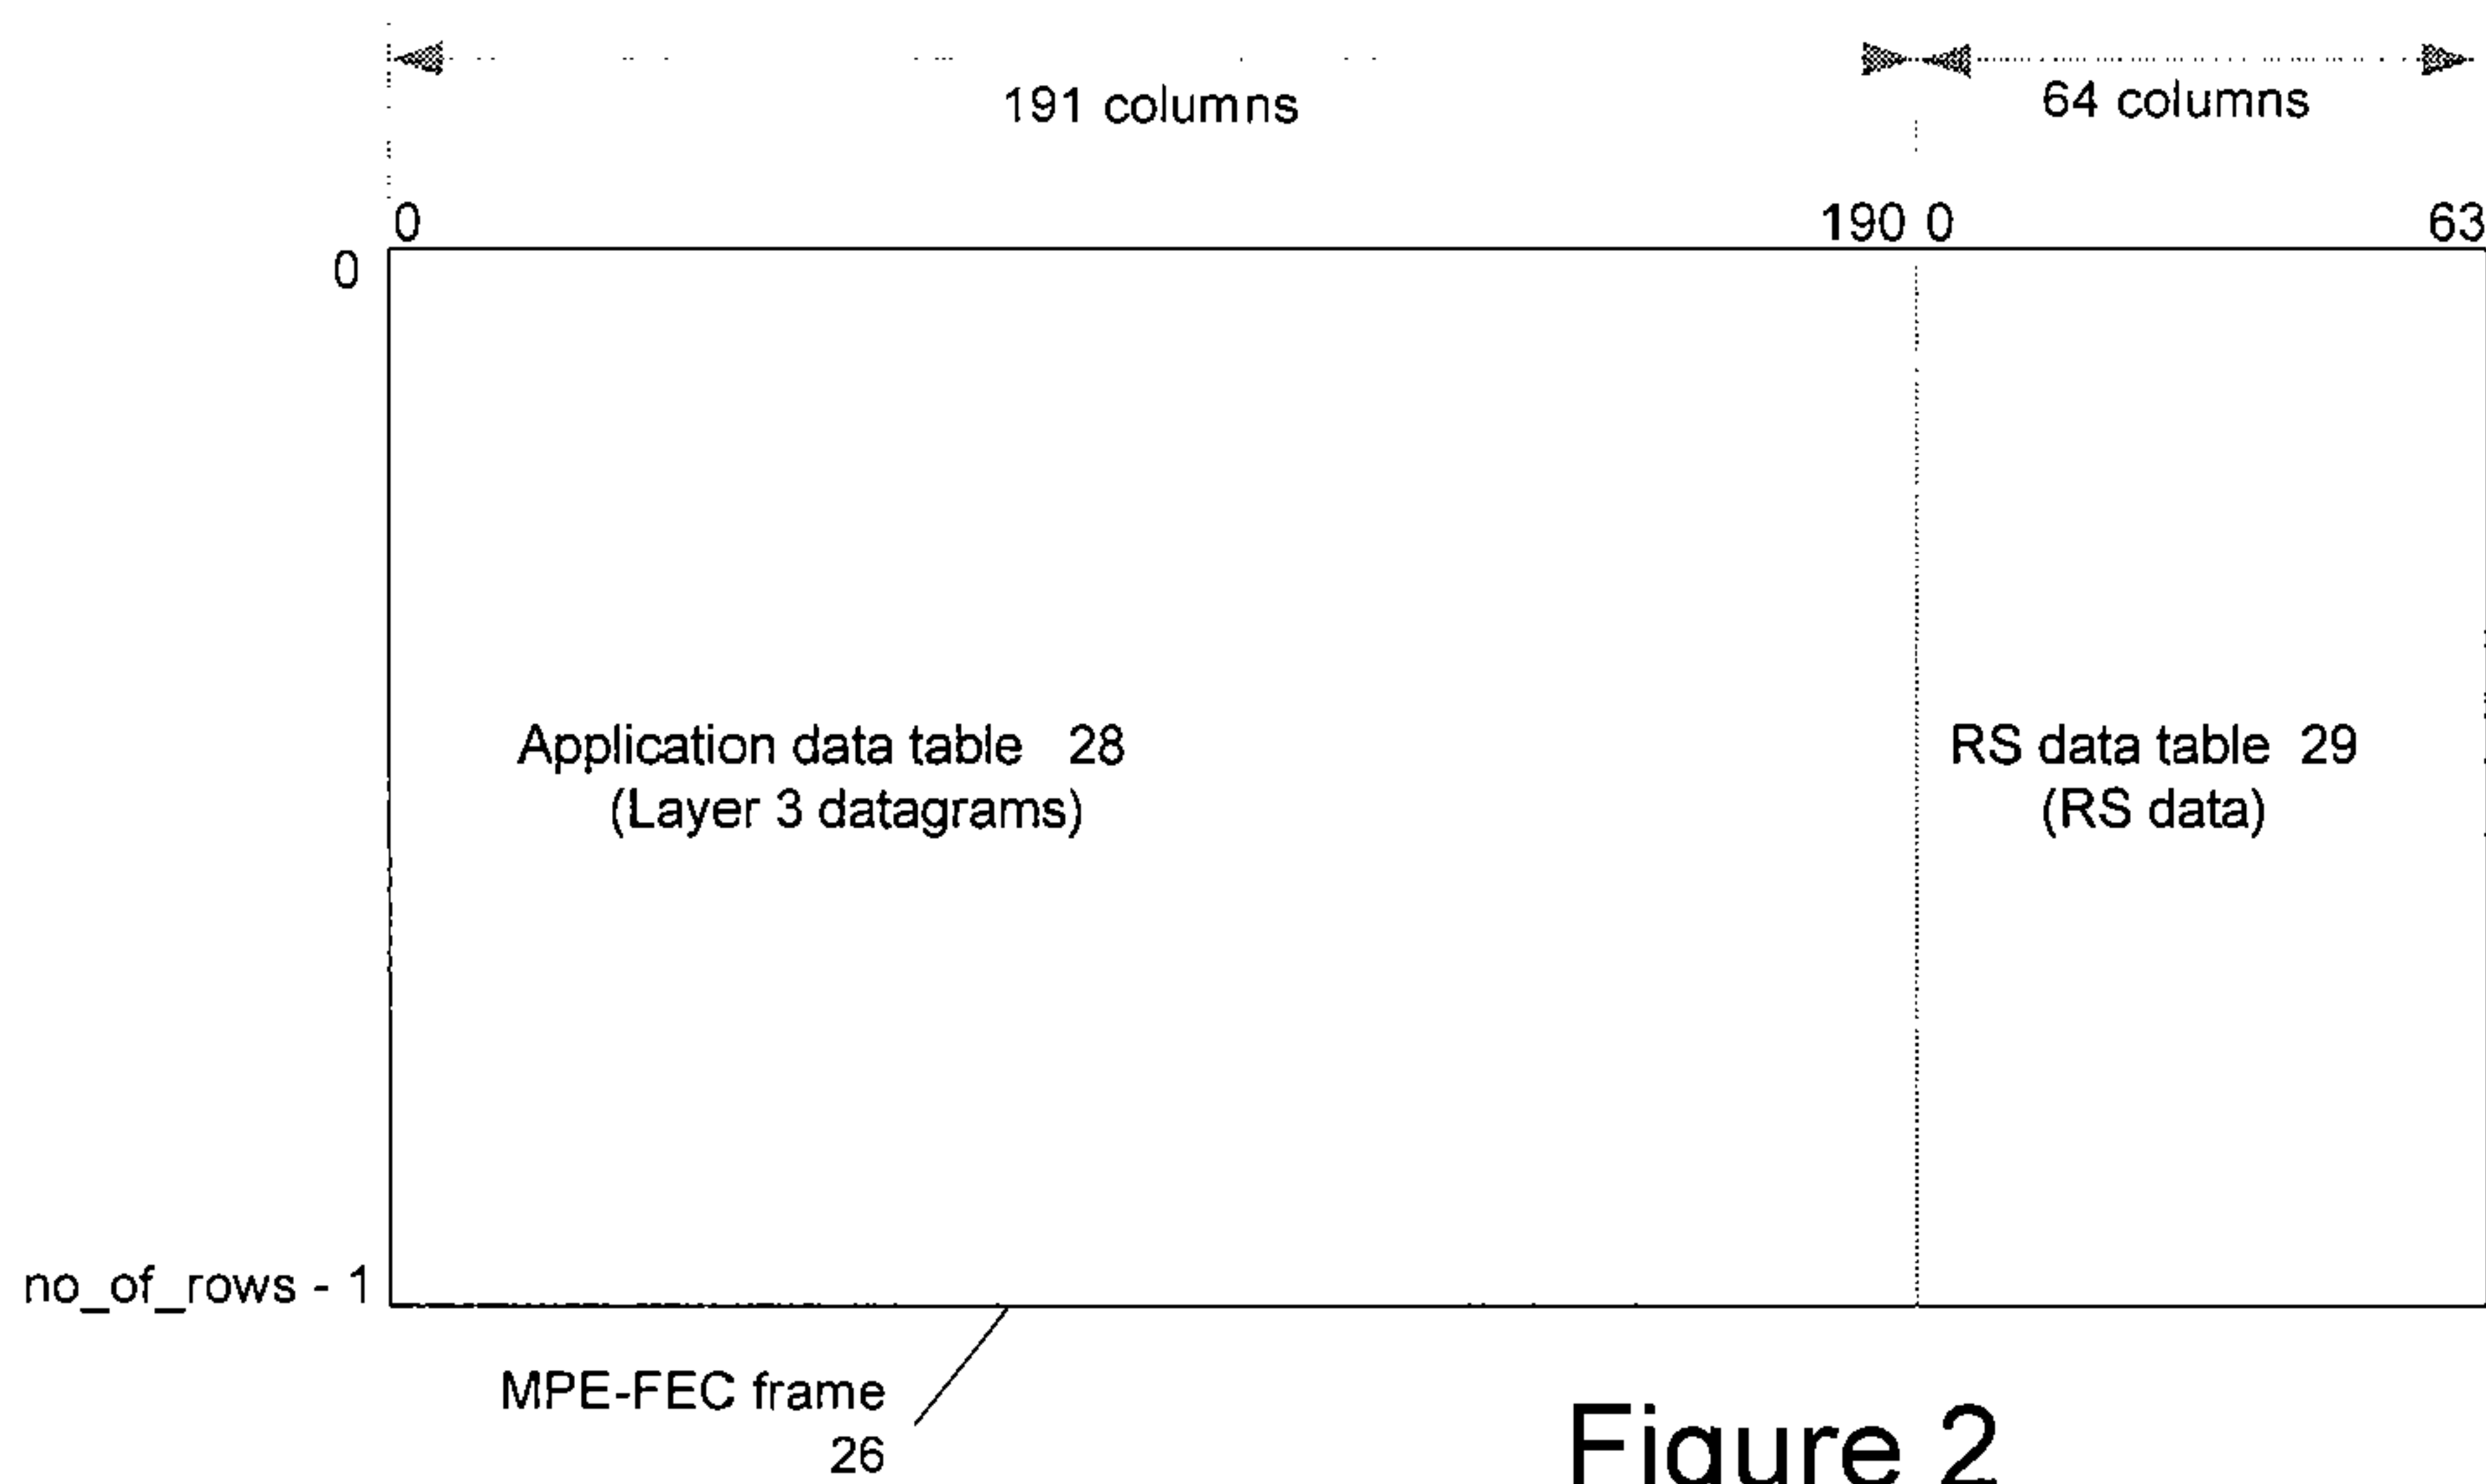 191 columns
64 columns
0
190 0
63
0
Application data table 28
(Layer 3 datagrams)
RS data table 29
(RS data)
no_of_rows - 1
MPE-FEC frame
26
Figure 2